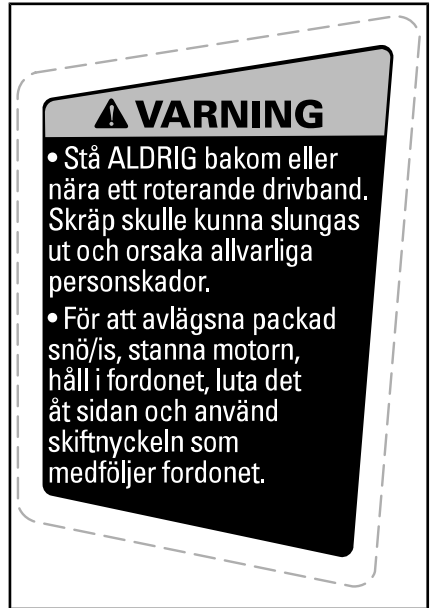 ⚠ VARNING
• Stå ALDRIG bakom eller
nära ett roterande drivband.
Skräp skulle kunna slungas
ut och orsaka allvarliga
personskador.
• För att avlägsna packad
snö/is, stanna motorn,
håll i fordonet, luta det
åt sidan och använd
skiftnyckeln som
medföljer fordonet.